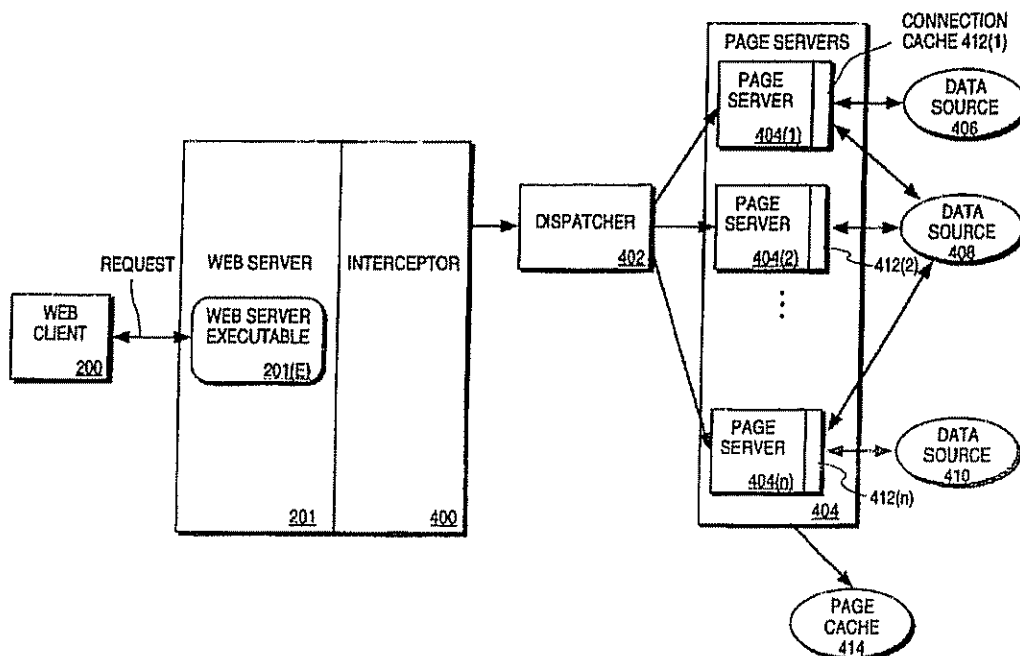 CONNECTION
CACHE 412(1)
PAGE SERVERS
PAGE
SERVER
404(1)
DATA
SOURCE
406
PAGE
SERVER
404(2)
412(2)
DATA
SOURCE
408
DISPATCHER
402
REQUEST
WEB SERVER
INTERCEPTOR
WEB
CLIENT
200
WEB SERVER
EXECUTABLE
201(E)
PAGE
SERVER
404(n)
412(n)
DATA
SOURCE
410
201
400
404
PAGE
CACHE
414